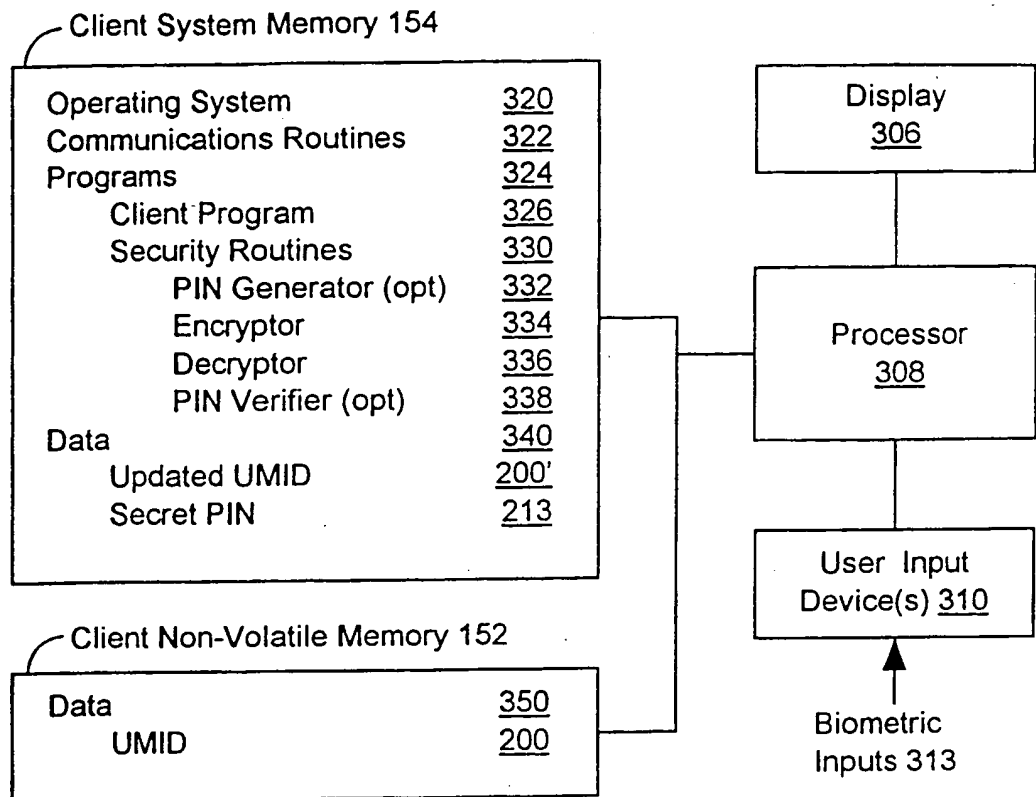 Client System Memory 154
Operating System 320
Communications Routines 322
Programs 324
Client Program 326
Security Routines 330
PIN Generator (opt) 332
Encryptor 334
Decryptor 336
PIN Verifier (opt) 338
Data 340
Updated UMID 200'
Secret PIN 213
Client Non-Volatile Memory 152
Data 350
UMID 200
Display
306
Processor
308
User Input
Device(s) 310
Biometric
Inputs 313